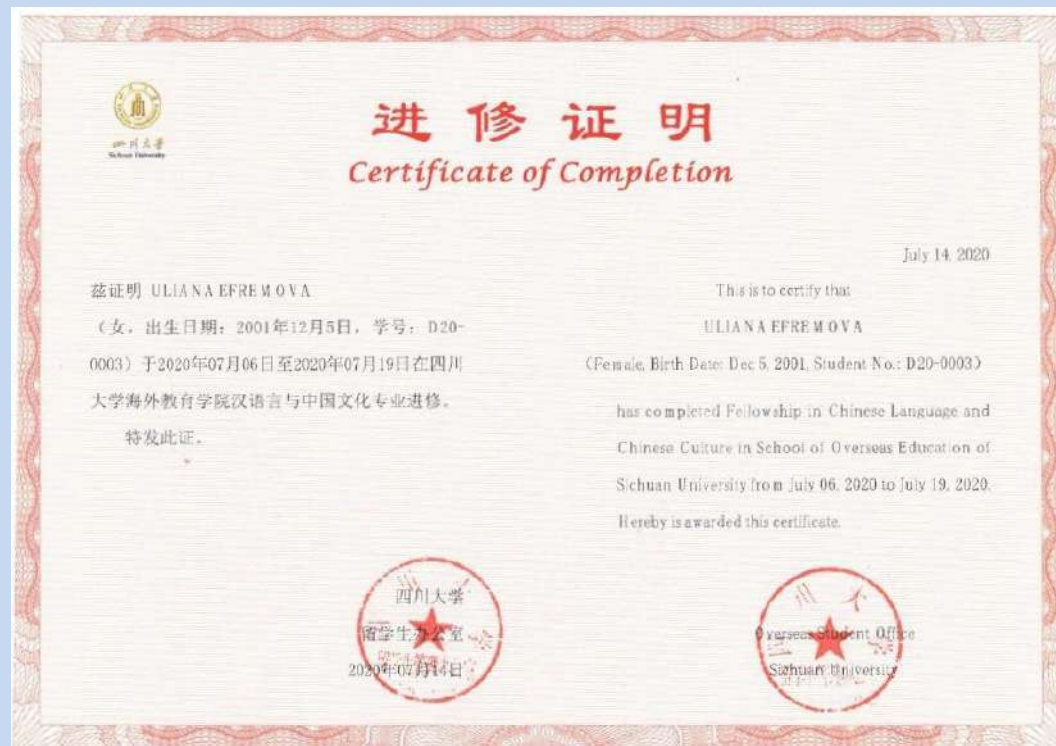 四川大学
Sichuan University
进修证明
Certificate of Completion
兹证明 ULIANA EFREMOVA
（女，出生日期：2001年12月5日，学号：D20-
0003）于2020年07月06日至2020年07月19日在四川
大学海外教育学院汉语言与中国文化专业进修。
特发此证。
四川大学
留学生办公室
2020年07月14日
July 14, 2020
This is to certify that
ULIANA EFREMOVA
(Female, Birth Date: Dec 5, 2001, Student No.: D20-0003)
has completed Fellowship in Chinese Language and
Chinese Culture in School of Overseas Education of
Sichuan University from July 06, 2020 to July 19, 2020.
Hereby is awarded this certificate.
Overseas Student Office
Sichuan University